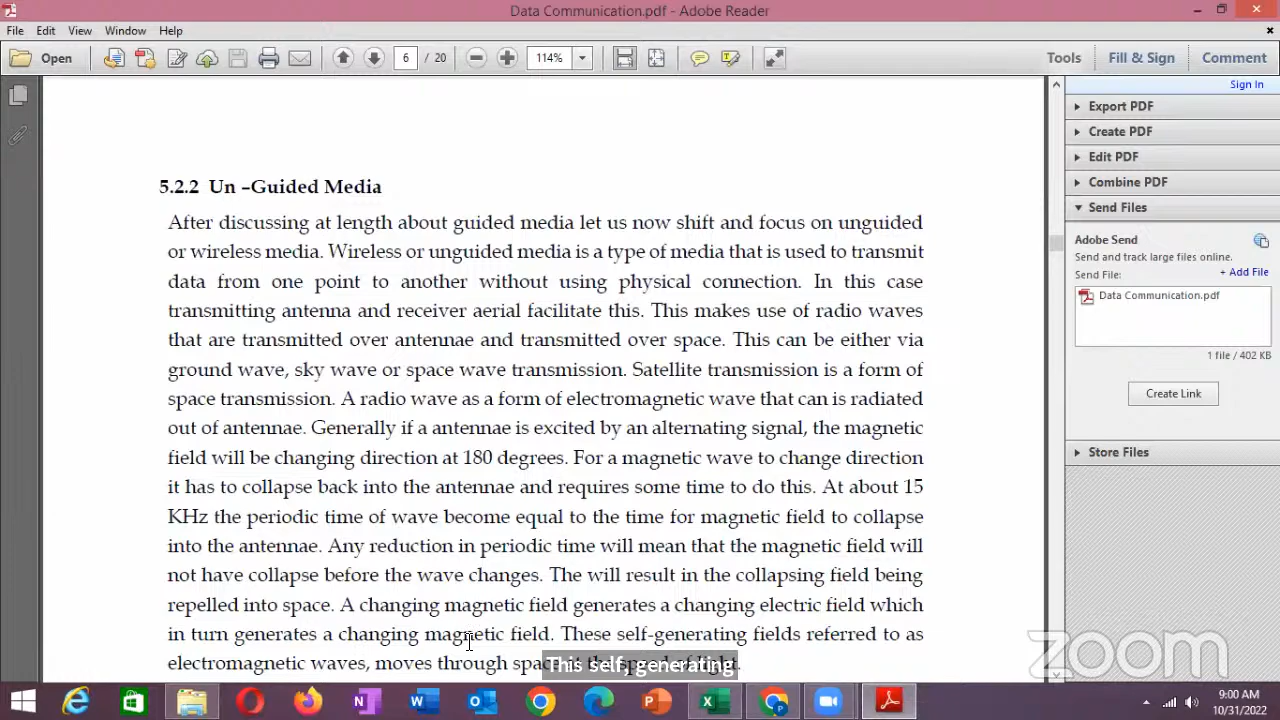 Data Communication.pdf - Adobe Reader
File Edit View Window Help
Open 6 / 20 114% Tools Fill & Sign Comment
Sign In
Export PDF
Create PDF
Edit PDF
Combine PDF
Send Files
Adobe Send
Send and track large files online.
Send File:
+ Add File
Data Communication.pdf
1 file / 402 KB
Create Link
Store Files
5.2.2 Un –Guided Media
After discussing at length about guided media let us now shift and focus on unguided
or wireless media. Wireless or unguided media is a type of media that is used to transmit
data from one point to another without using physical connection. In this case
transmitting antenna and receiver aerial facilitate this. This makes use of radio waves
that are transmitted over antennae and transmitted over space. This can be either via
ground wave, sky wave or space wave transmission. Satellite transmission is a form of
space transmission. A radio wave as a form of electromagnetic wave that can is radiated
out of antennae. Generally if a antennae is excited by an alternating signal, the magnetic
field will be changing direction at 180 degrees. For a magnetic wave to change direction
it has to collapse back into the antennae and requires some time to do this. At about 15
KHz the periodic time of wave become equal to the time for magnetic field to collapse
into the antennae. Any reduction in periodic time will mean that the magnetic field will
not have collapse before the wave changes. The will result in the collapsing field being
repelled into space. A changing magnetic field generates a changing electric field which
in turn generates a changing magnetic field. These self-generating fields referred to as
electromagnetic waves, moves through
This self, generating
zoom
9:00 AM
10/31/2022